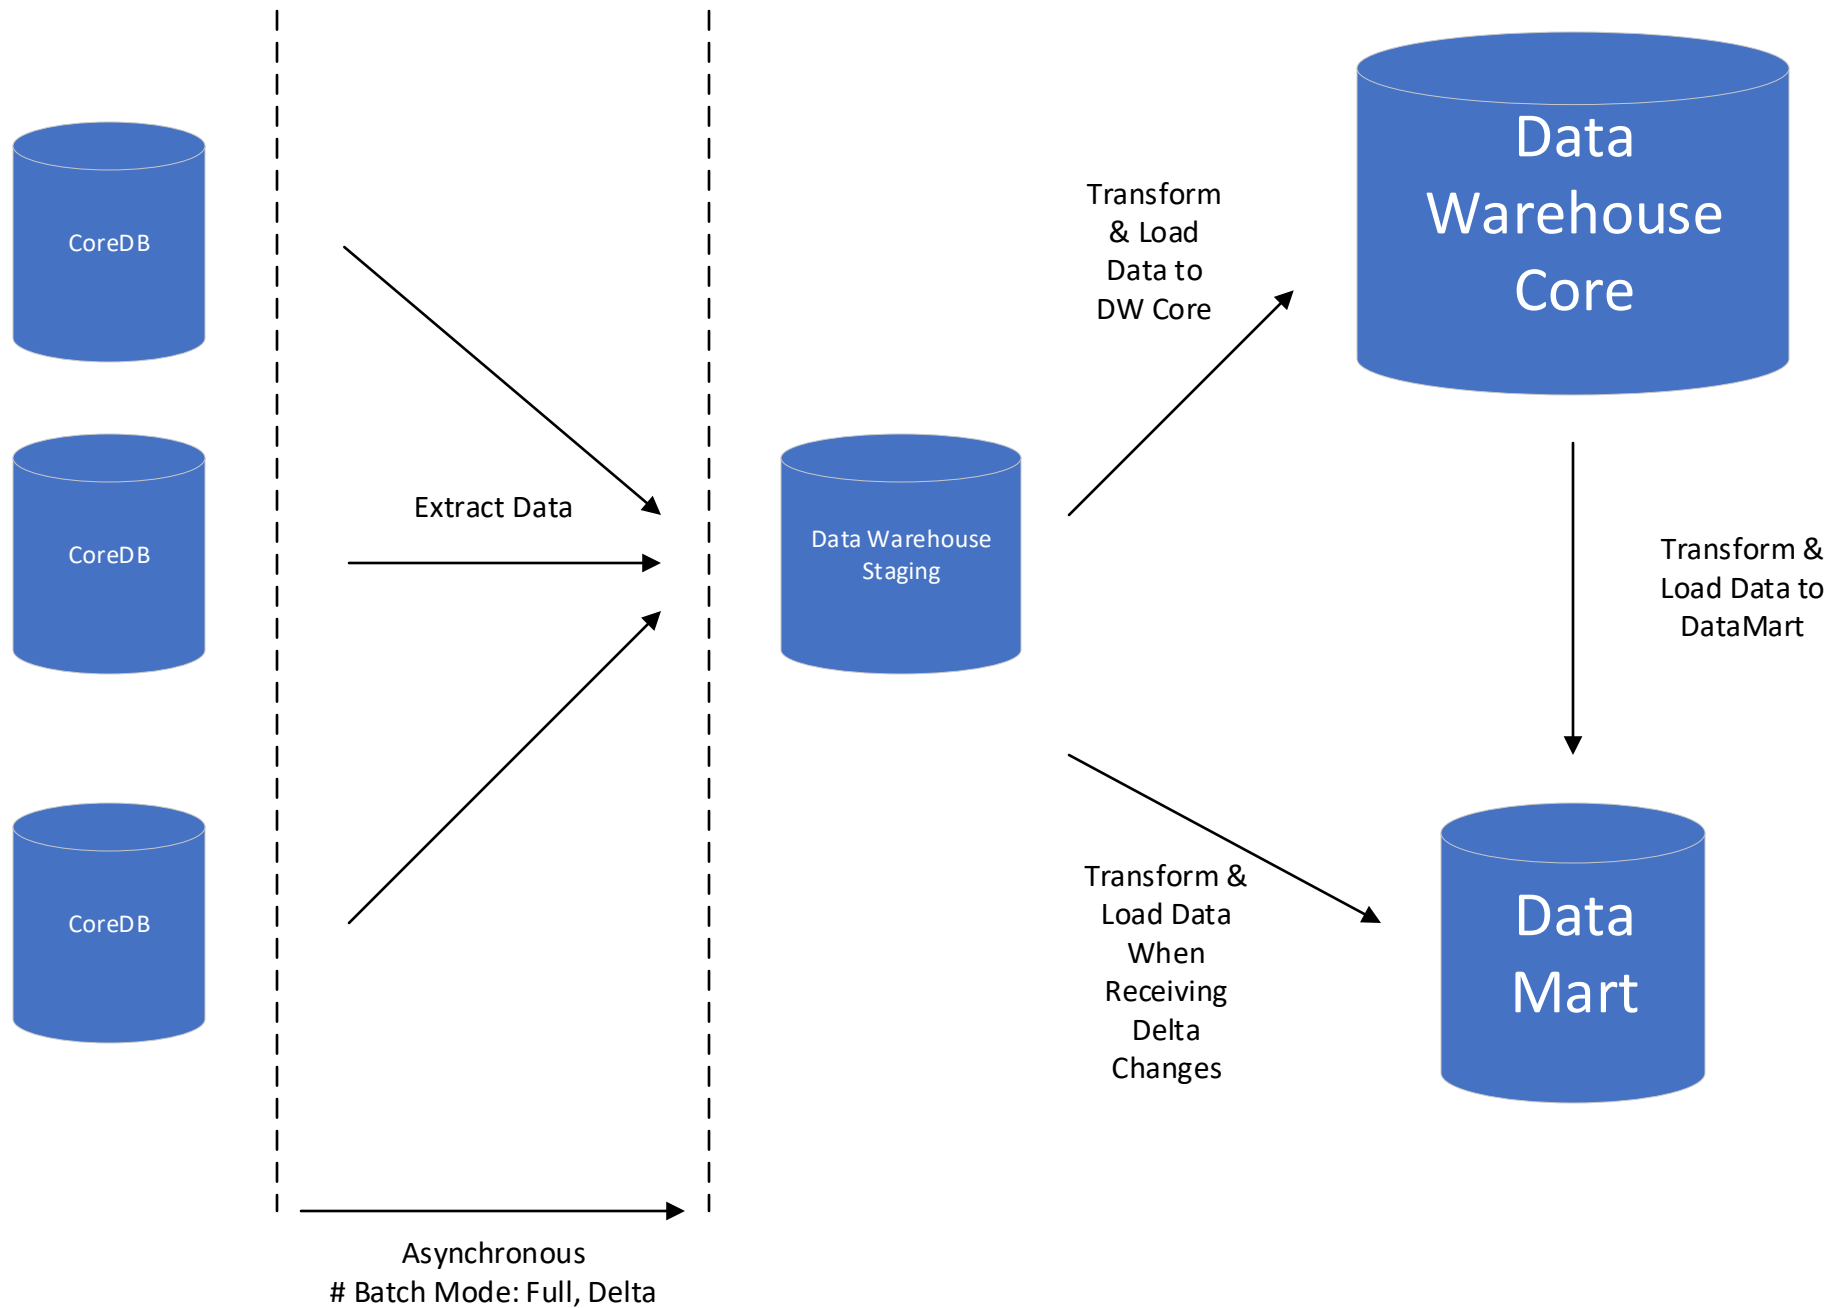 CoreDB
CoreDB
CoreDB
Extract Data
Asynchronous
# Batch Mode: Full, Delta
Data Warehouse
Staging
Transform
& Load
Data to
DW Core
Transform &
Load Data
When
Receiving
Delta
Changes
Data
Warehouse
Core
Transform &
Load Data to
DataMart
Data
Mart